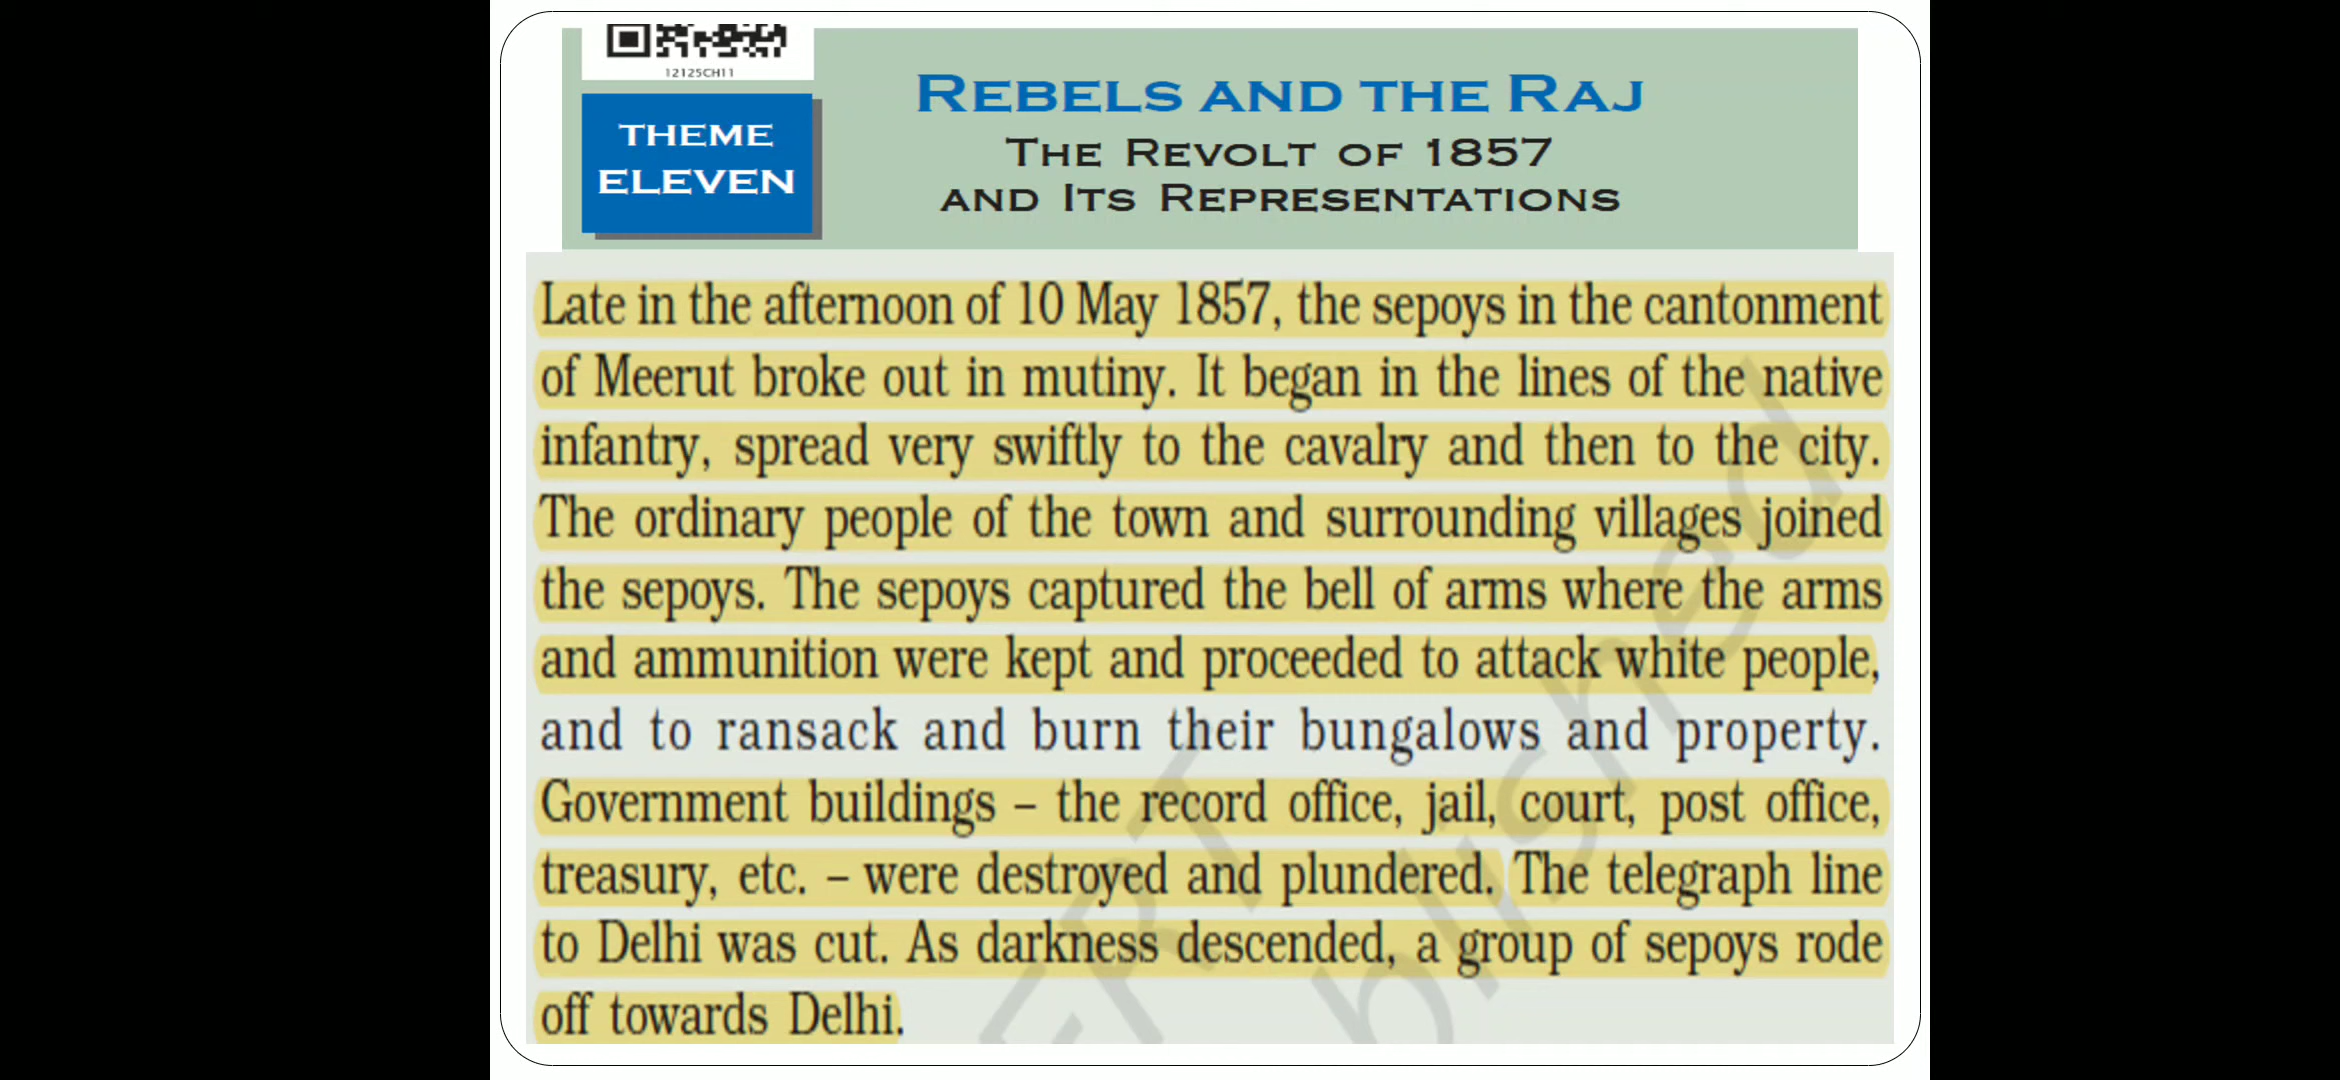 12125CH11
THEME
ELEVEN
REBELS AND THE RAJ
THE REVOLT OF 1857
AND ITS REPRESENTATIONS
Late in the afternoon of 10 May 1857, the sepoys in the cantonment
of Meerut broke out in mutiny. It began in the lines of the native
infantry, spread very swiftly to the cavalry and then to the city.
The ordinary people of the town and surrounding villages joined
the sepoys. The sepoys captured the bell of arms where the arms
and ammunition were kept and proceeded to attack white people,
and to ransack and burn their bungalows and property.
Government buildings – the record office, jail, court, post office,
treasury, etc. – were destroyed and plundered. The telegraph line
to Delhi was cut. As darkness descended, a group of sepoys rode
off towards Delhi.